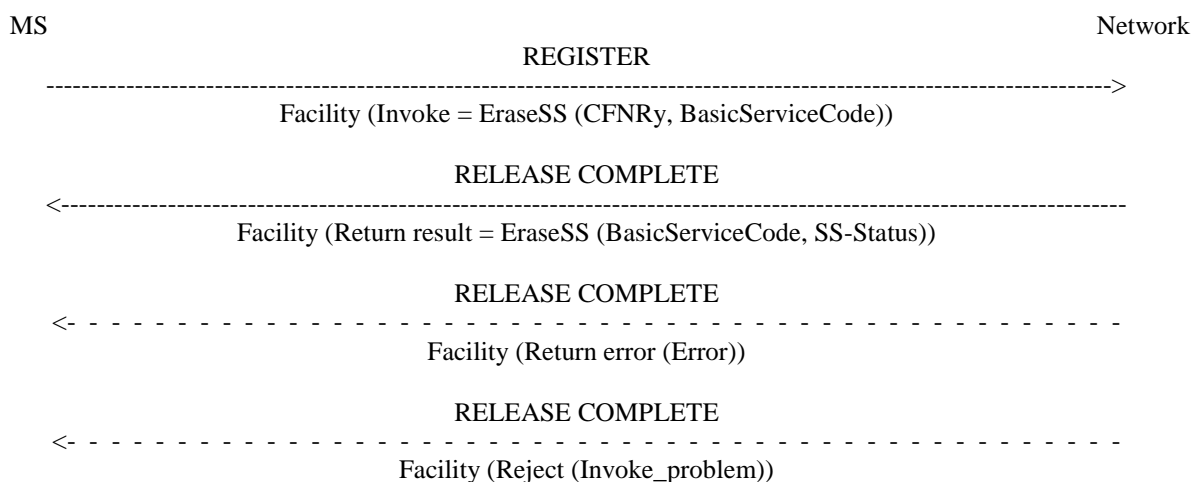 MS Network
REGISTER
Facility (Invoke = EraseSS (CFNRy, BasicServiceCode))
RELEASE COMPLETE
Facility (Return result = EraseSS (BasicServiceCode, SS-Status))
RELEASE COMPLETE
Facility (Return error (Error))
RELEASE COMPLETE
Facility (Reject (Invoke_problem))